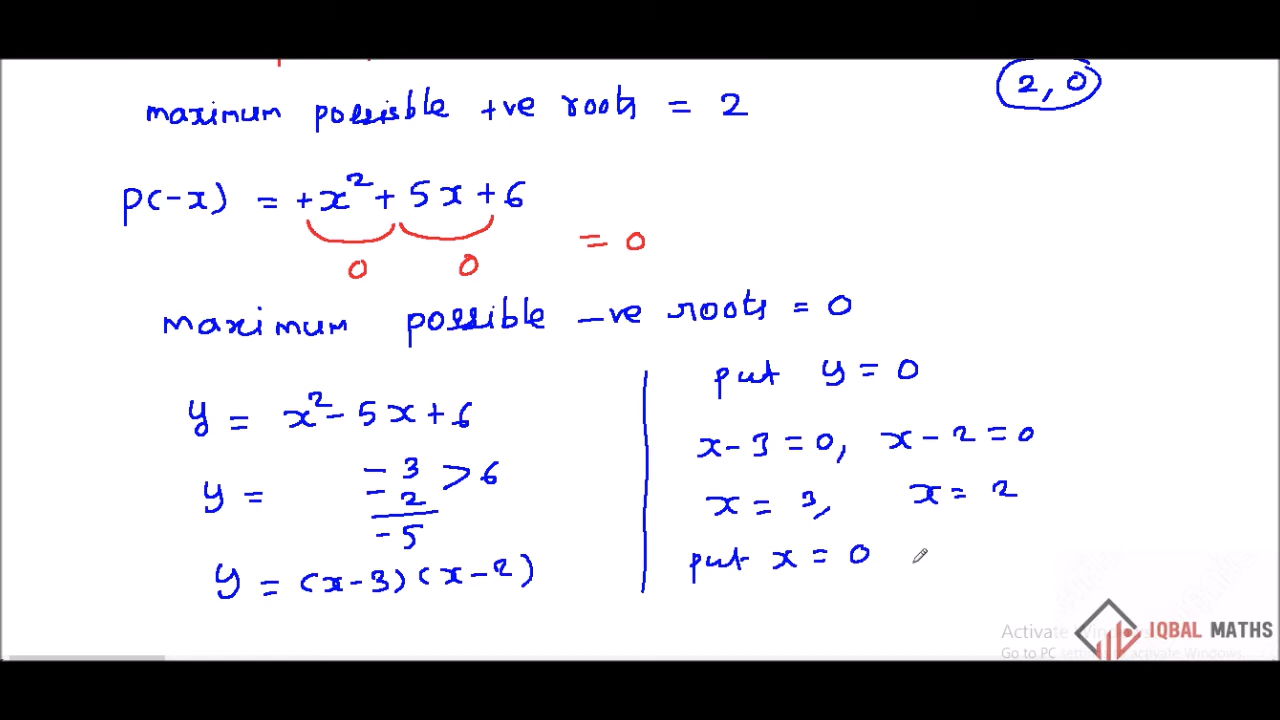 2, 0
maximum possible +ve roots = 2
p(-x) = +x² + 5x + 6
0 0 = 0
maximum possible -ve roots = 0
y = x² - 5x + 6
y =
- 3
- 2 > 6
- 5
y = (x-3)(x-2)
put y = 0
x - 3 = 0, x - 2 = 0
x = 3, x = 2
put x = 0
IQBAL MATHS